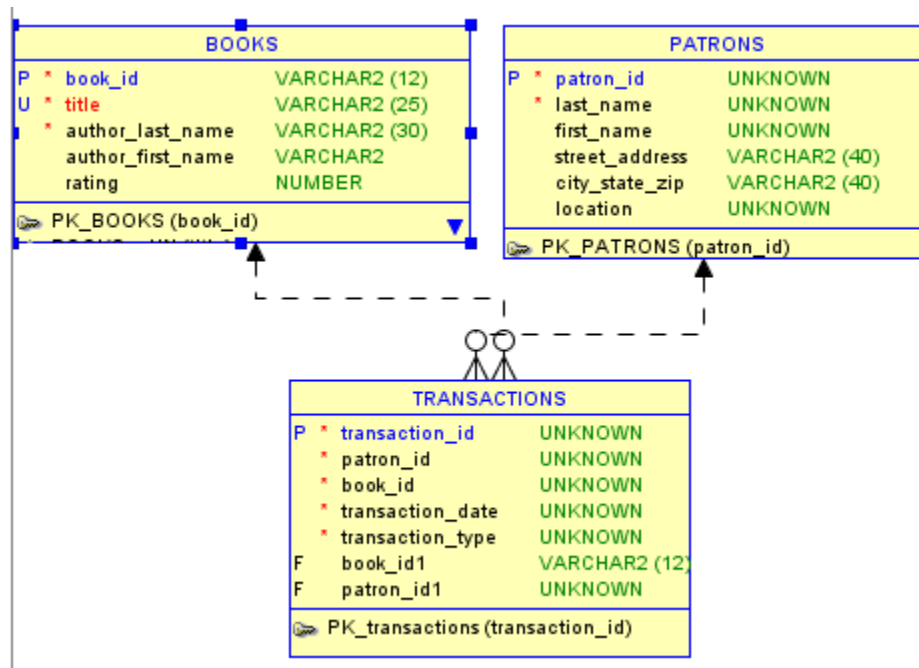 BOOKS
P * book_id VARCHAR2 (12)
U * title VARCHAR2 (25)
* author_last_name VARCHAR2 (30)
author_first_name VARCHAR2
rating NUMBER
PK_BOOKS (book_id)
PATRONS
P * patron_id UNKNOWN
* last_name UNKNOWN
first_name UNKNOWN
street_address VARCHAR2 (40)
city_state_zip VARCHAR2 (40)
location UNKNOWN
PK_PATRONS (patron_id)
TRANSACTIONS
P * transaction_id UNKNOWN
* patron_id UNKNOWN
* book_id UNKNOWN
* transaction_date UNKNOWN
* transaction_type UNKNOWN
F book_id1 VARCHAR2 (12)
F patron_id1 UNKNOWN
PK_transactions (transaction_id)